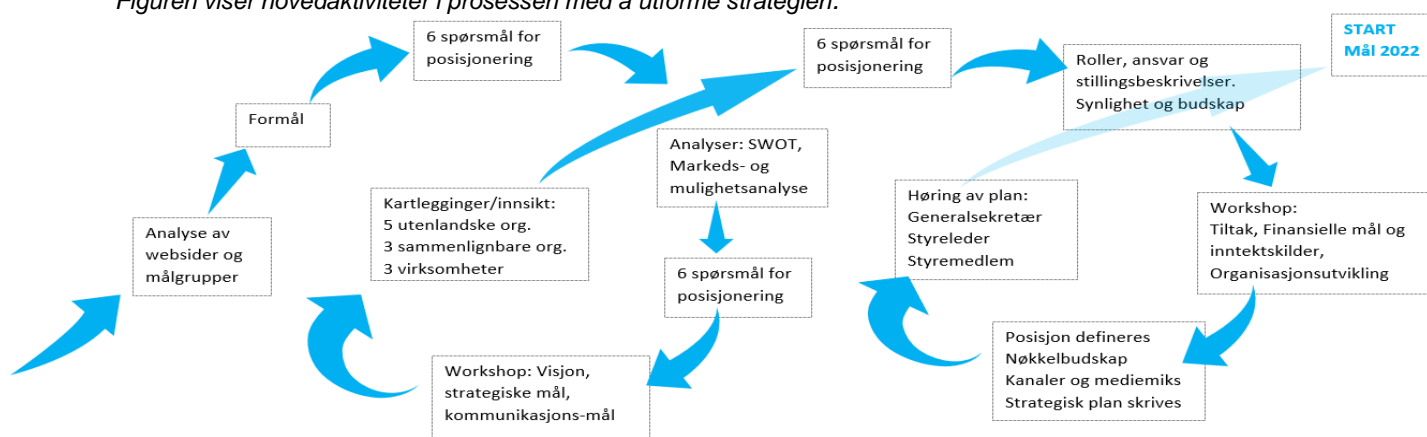 Figuren viser hovedaktiviteter i prosessen med å utforme strategien.
Analyse av
websider og
målgrupper
Formål
6 spørsmål for
posisjonering
Analyser: SWOT,
Markeds- og
mulighetsanalyse
6 spørsmål for
posisjonering
Workshop: Visjon,
strategiske mål,
kommunikasjons-mål
Kartlegginger/innsikt:
5 utenlandske org.
3 sammenlignbare org.
3 virksomheter
6 spørsmål for
posisjonering
Roller, ansvar og
stillingsbeskrivelser.
Synlighet og budskap
Workshop:
Tiltak, Finansielle mål og
inntektskilder,
Organisasjonsutvikling
Posisjon defineres
Nøkkelbudskap
Kanaler og mediemiks
Strategisk plan skrives
Høring av plan:
Generalsekretær
Styreleder
Styremedlem
START
Mål 2022